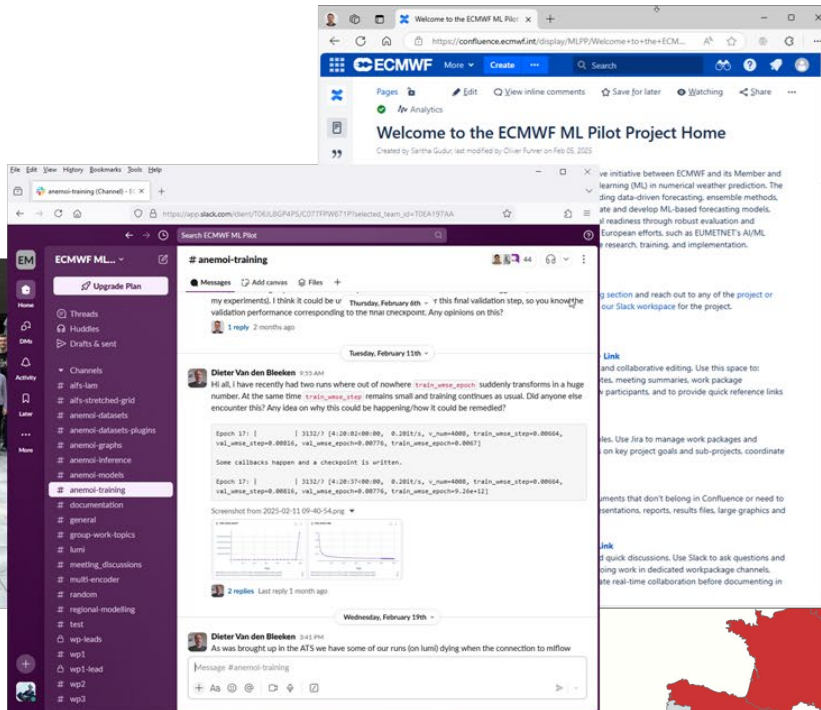 Welcome to the ECMWF ML Pilot
https://confluence.ecmwf.int/display/MLPP/Welcome+to+the+ECM...
ECMWF More Create Search
Pages Edit View inline comments Save for later Watching Share
Analytics
Welcome to the ECMWF ML Pilot Project Home
Created by Saritha Gudur, last modified by Oliver Fuhrer on Feb 05, 2025
ve initiative between ECMWF and its Member and
learning (ML) in numerical weather prediction. The
ding data-driven forecasting, ensemble methods,
ate and develop ML-based forecasting models,
al readiness through robust evaluation and
European efforts, such as EUMETNET's AI/ML
e research, training, and implementation.
g section and reach out to any of the project or
our Slack workspace for the project.
Link
and collaborative editing. Use this space to:
tes, meeting summaries, work package
v participants, and to provide quick reference links
les. Use Jira to manage work packages and
on key project goals and sub-projects, coordinate
uments that don't belong in Confluence or need to
esentations, reports, results files, large graphics and
ink
d quick discussions. Use Slack to ask questions and
oing work in dedicated workpackage channels,
ate real-time collaboration before documenting in
File Edit View History Bookmarks Tools Help
anemoi-training (Channel) - EC
Search ECMWF ML Pilot
EM
Home
DMs
Activity
Later
More
ECMWF ML...
Upgrade Plan
Threads
Huddles
Drafts & sent
Channels
# aifs-lam
# aifs-stretched-grid
# anemoi-datasets
# anemoi-datasets-plugins
# anemoi-graphs
# anemoi-inference
# anemoi-models
# anemoi-training
# documentation
# general
# group-work-topics
# lumi
# meeting_discussions
# multi-encoder
# random
# regional-modelling
# test
wp-leads
# wp1
wp1-lead
# wp2
# wp3
# anemoi-training
44
Messages Add canvas Files
my experiments). I think it could be
Thursday, February 6th
this final validation step, so you know the
validation performance corresponding to the final checkpoint. Any opinions on this?
1 reply 2 months ago
Tuesday, February 11th
Dieter Van den Bleeken 9:55 AM
Hi all, i have recently had two runs where out of nowhere train_wmse_epoch suddenly transforms in a huge
number. At the same time train_wmse_step remains small and training continues as usual. Did anyone else
encounter this? Any idea on why this could be happening/how it could be remedied?
Epoch 17: | | 3132/? [4:20:02<00:00, 0.20it/s, v_num=4008, train_wmse_step=0.00664,
val_wmse_step=0.00816, val_wmse_epoch=0.00776, train_wmse_epoch=0.0067]
Some callbacks happen and a checkpoint is written.
Epoch 17: | | 3132/? [4:20:37<00:00, 0.20it/s, v_num=4008, train_wmse_step=0.00664,
val_wmse_step=0.00816, val_wmse_epoch=0.00776, train_wmse_epoch=9.26e+12]
Screenshot from 2025-02-11 09-40-54.png
2 replies Last reply 1 month ago
Wednesday, February 19th
Dieter Van den Bleeken 3:41 PM
As was brought up in the ATS we have some of our runs (on lumi) dying when the connection to mlflow
Message #anemoi-training
Aa